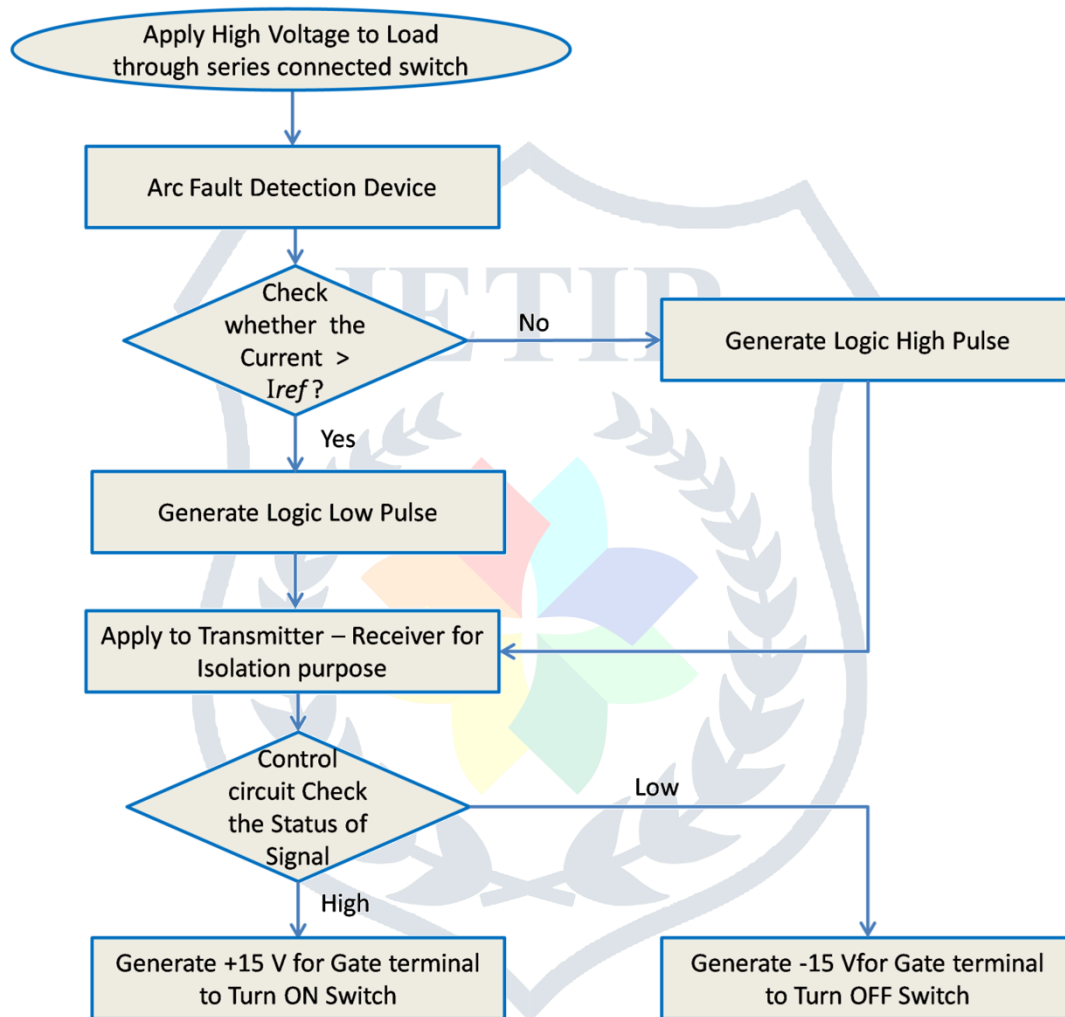 Apply High Voltage to Load
through series connected switch
Arc Fault Detection Device
JETIR
Check
whether the
Current >
Iref ?
No
Generate Logic High Pulse
Yes
Generate Logic Low Pulse
Apply to Transmitter – Receiver for
Isolation purpose
Control
circuit Check
the Status of
Signal
Low
High
Generate +15 V for Gate terminal
to Turn ON Switch
Generate -15 Vfor Gate terminal
to Turn OFF Switch